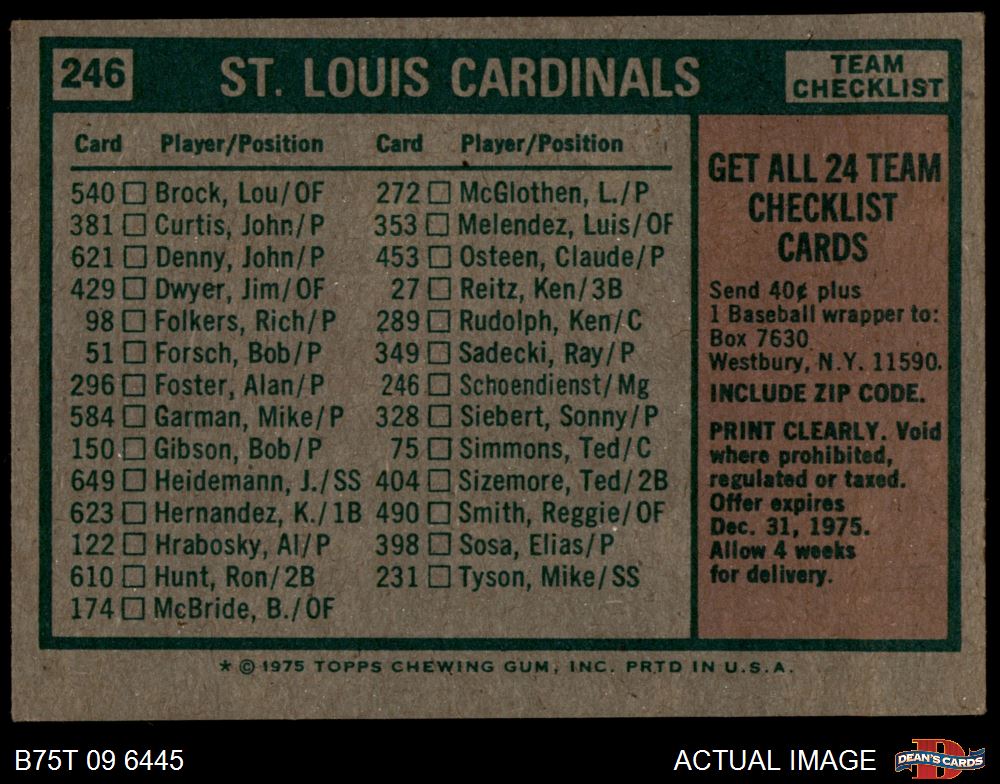 246
ST. LOUIS CARDINALS
TEAM
CHECKLIST
Card Player/Position
540 Brock, Lou/OF
381 Curtis, John/P
621 Denny, John/P
429 Dwyer, Jim/OF
98 Folkers, Rich/P
51 Forsch, Bob/P
296 Foster, Alan/P
584 Garman, Mike/P
150 Gibson, Bob/P
649 Heidemann, J./SS
623 Hernandez, K./1B
122 Hrabosky, Al/P
610 Hunt, Ron/2B
174 McBride, B./OF
Card Player/Position
272 McGlothen, L./P
353 Melendez, Luis/OF
453 Osteen, Claude/P
27 Reitz, Ken/3B
289 Rudolph, Ken/C
349 Sadecki, Ray/P
246 Schoendienst/Mg
328 Siebert, Sonny/P
75 Simmons, Ted/C
404 Sizemore, Ted/2B
490 Smith, Reggie/OF
398 Sosa, Elias/P
231 Tyson, Mike/SS
GET ALL 24 TEAM
CHECKLIST
CARDS
Send 40¢ plus
1 Baseball wrapper to:
Box 7630
Westbury, N.Y. 11590.
INCLUDE ZIP CODE.
PRINT CLEARLY. Void
where prohibited,
regulated or taxed.
Offer expires
Dec. 31, 1975.
Allow 4 weeks
for delivery.
* © 1975 TOPPS CHEWING GUM, INC. PRTD IN U.S.A.
B75T 09 6445
ACTUAL IMAGE
D
DEAN'S CARDS